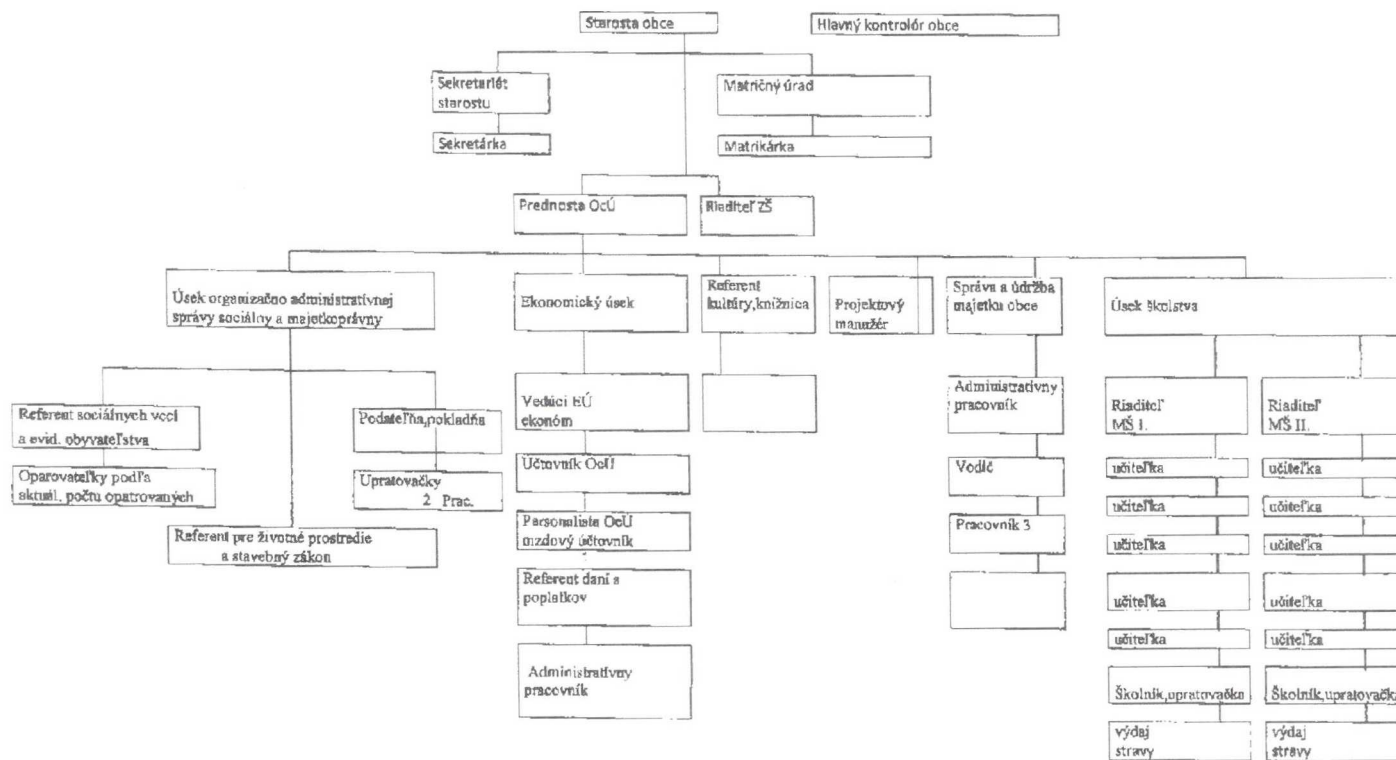 Starosta obce
Hlavný kontrolór obce
Sekretariát
starostu
Matričný úrad
Sekretárka
Matrikárka
Prednosta OcÚ
Riaditeľ ZŠ
Úsek organizačno administratívnej
správy sociálny a majetkoprávny
Ekonomický úsek
Referent
kultúry,knižnica
Projektový
manažér
Správa a údržba
majetku obce
Úsek školstva
Referent sociálnych vecí
a evid. obyvateľstva
Podateľňa,pokladňa
Vedúci EÚ
ekonóm
Administratívny
pracovník
Riaditeľ
MŠ I.
Riaditeľ
MŠ II.
Oparovateľky podľa
aktuál. počtu opatrovaných
Upratovačky
2 Prac.
Účtovník OcÚ
Vodič
učiteľka
učiteľka
učiteľka
učiteľka
Referent pre životné prostredie
a stavebný zákon
Personalista OcÚ
mzdový účtovník
Pracovník 3
učiteľka
učiteľka
Referent daní a
poplatkov
učiteľka
učiteľka
učiteľka
učiteľka
Administratívny
pracovník
Školník,upratovačka
Školník,upratovačka
výdaj
stravy
výdaj
stravy